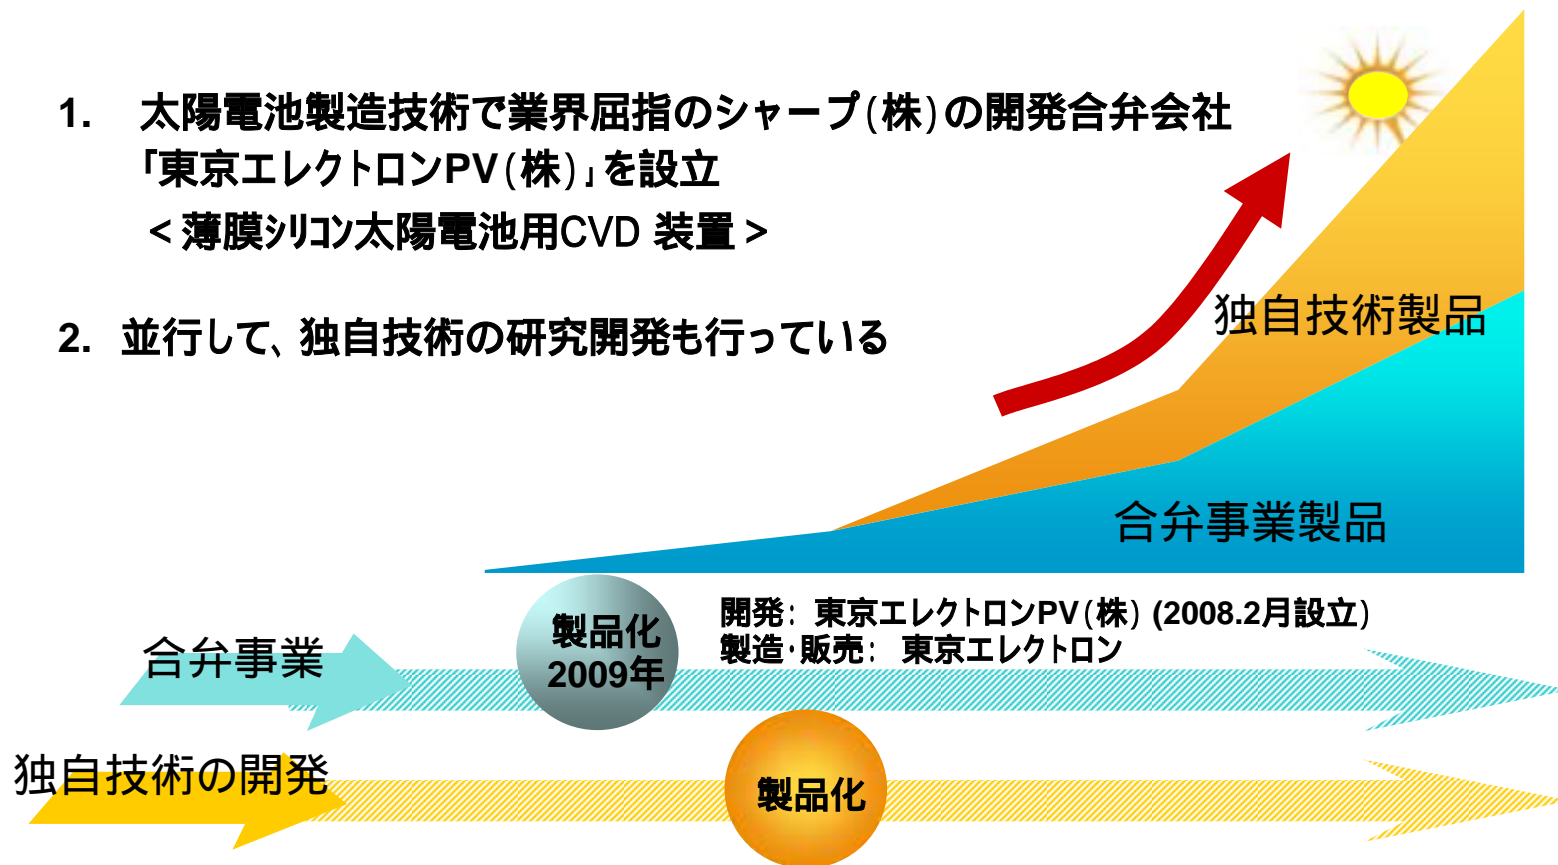 1. 太陽電池製造技術で業界屈指のシャープ(株)の開発合弁会社
「東京エレクトロンPV(株)」を設立
<薄膜シリコン太陽電池用CVD 装置>
2. 並行して、独自技術の研究開発も行っている
独自技術製品
合弁事業製品
開発: 東京エレクトロンPV(株) (2008.2月設立)
製造・販売: 東京エレクトロン
合弁事業
製品化
2009年
独自技術の開発
製品化